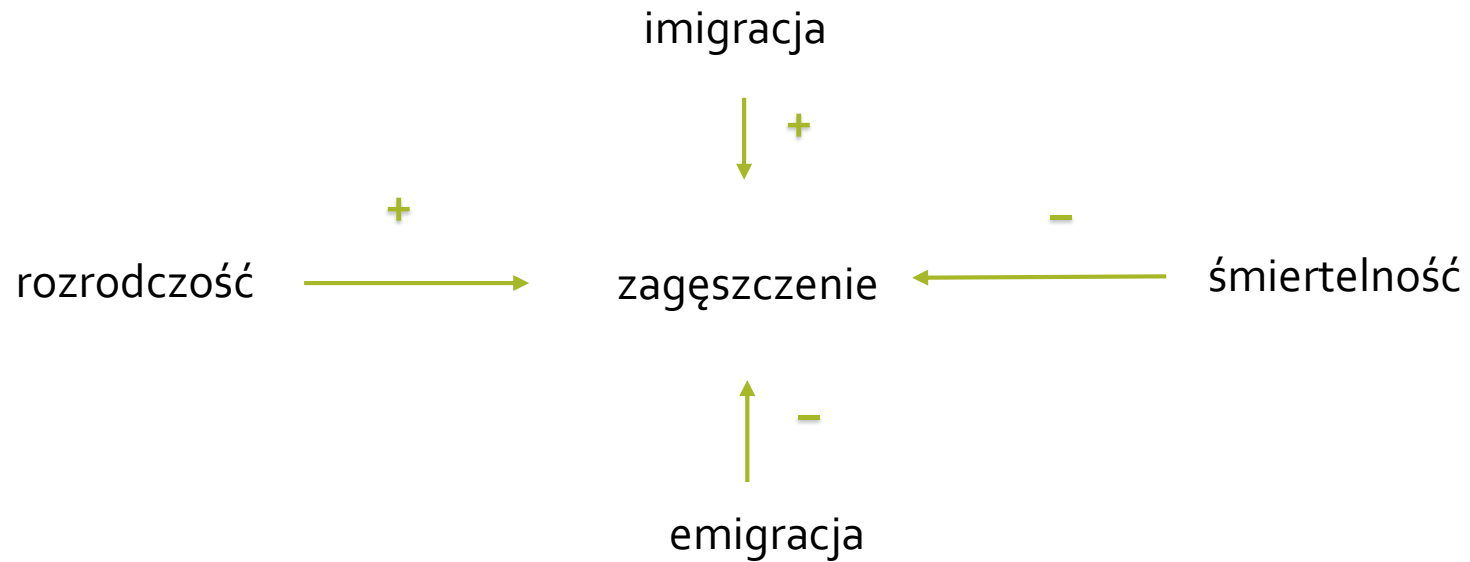 imigracja
+
+
–
rozrodczość
zagęszczenie
śmiertelność
–
emigracja